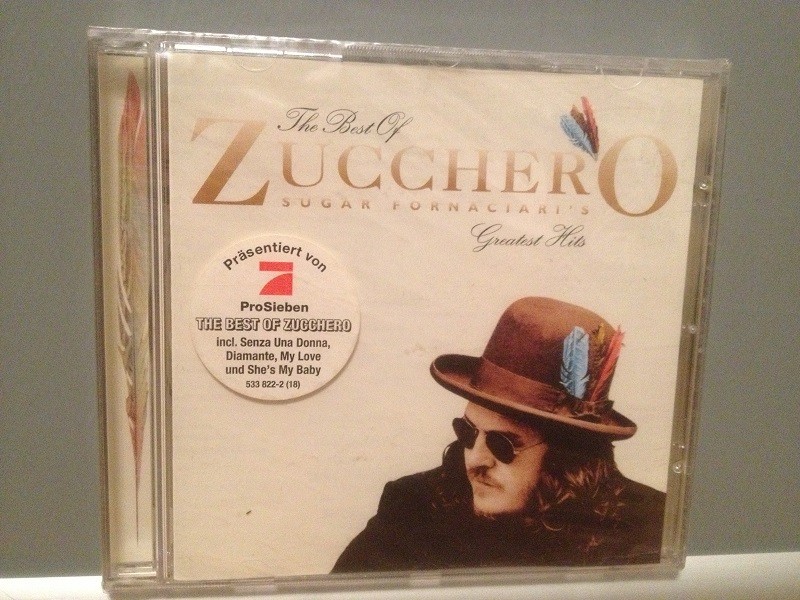 The Best Of
ZUCCHERO
SUGAR FORNACIARI'S
Greatest Hits
Präsentiert von
7
ProSieben
THE BEST OF ZUCCHERO
incl. Senza Una Donna,
Diamante, My Love
und She's My Baby
533 822-2 (18)